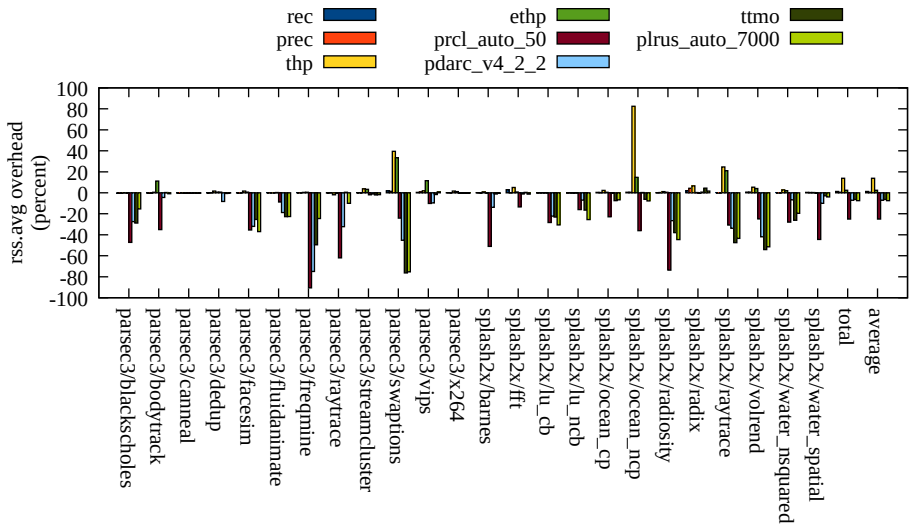 rec
prec
thp
ethp
prcl_auto_50
pdarc_v4_2_2
ttmo
plrus_auto_7000
rss.avg overhead
(percent)
100
80
60
40
20
0
-20
-40
-60
-80
-100
parsec3/blackscholes
parsec3/bodytrack
parsec3/canneal
parsec3/dedup
parsec3/facesim
parsec3/fluidanimate
parsec3/freqmine
parsec3/raytrace
parsec3/streamcluster
parsec3/swaptions
parsec3/vips
parsec3/x264
splash2x/barnes
splash2x/fft
splash2x/lu_cb
splash2x/lu_ncb
splash2x/ocean_cp
splash2x/ocean_ncp
splash2x/radiosity
splash2x/radix
splash2x/raytrace
splash2x/volrend
splash2x/water_nsquared
splash2x/water_spatial
total
average